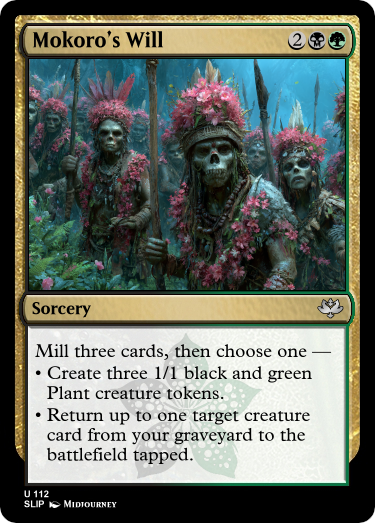 Mokoro's Will 2
Sorcery
Mill three cards, then choose one —
• Create three 1/1 black and green
Plant creature tokens.
• Return up to one target creature
card from your graveyard to the
battlefield tapped.
U 112
SLIP Midjourney